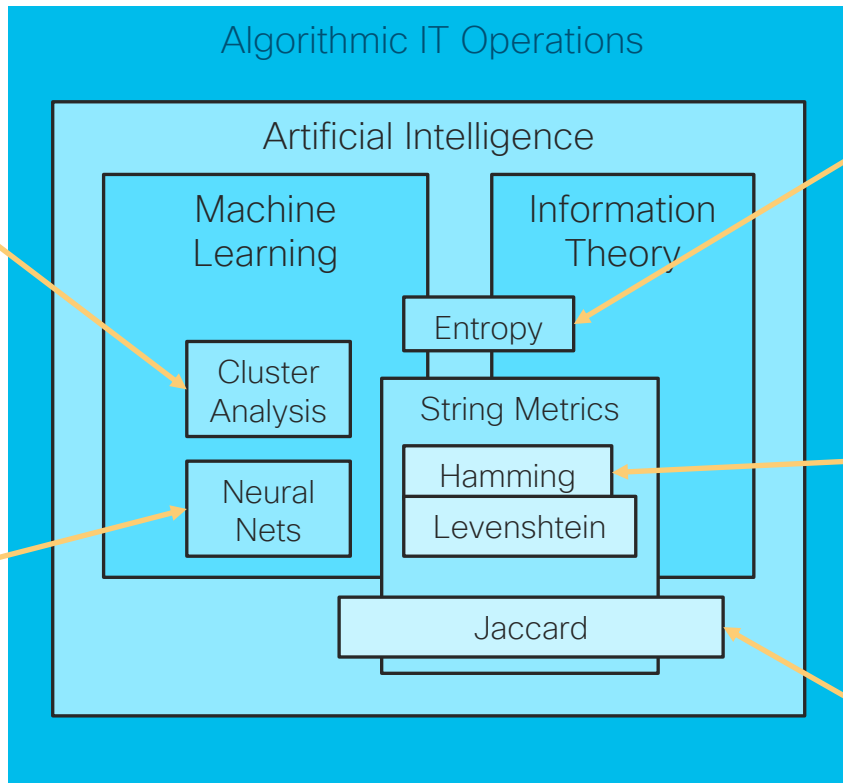 Algorithmic IT Operations
Artificial Intelligence
Machine
Learning
Information
Theory
Entropy
Cluster
Analysis
String Metrics
Hamming
Levenshtein
Neural
Nets
Jaccard